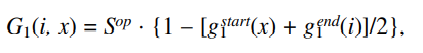 G₁(i, x) = Sᵒᵖ · {1 − [g₁ˢᵗᵃʳᵗ(x) + g₁ᵉⁿᵈ(i)]/2},